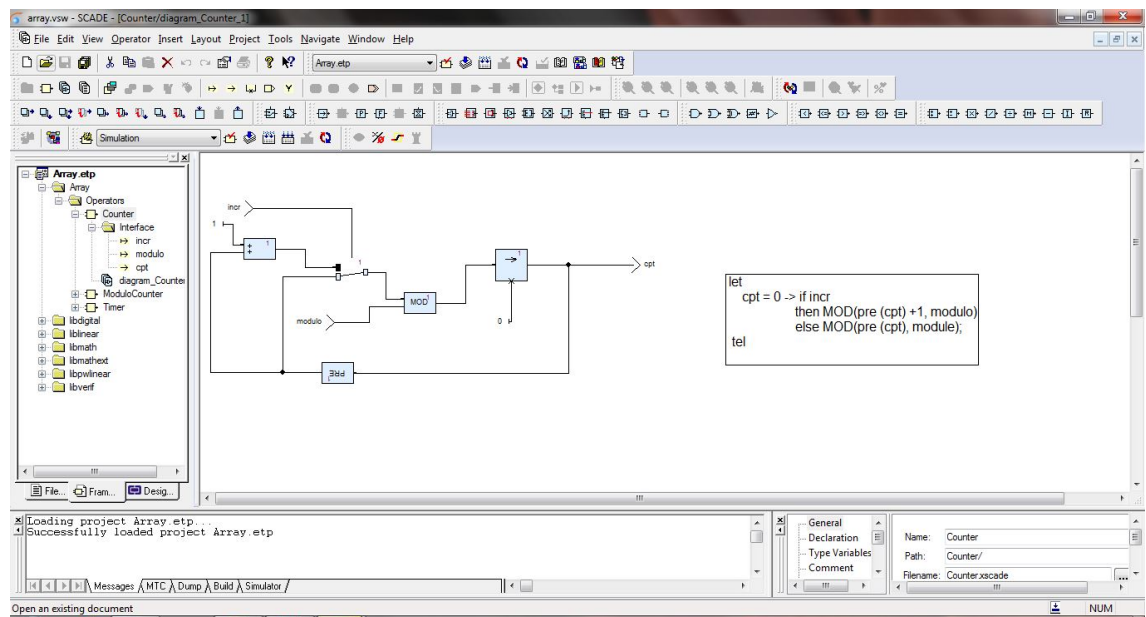 array.vsw - SCADE - [Counter/diagram_Counter_1]
File Edit View Operator Insert Layout Project Tools Navigate Window Help
Array.etp
Simulation
Array.etp
Array
Operators
Counter
Interface
incr
modulo
cpt
diagram_Counter
ModuloCounter
Timer
libdigital
liblinear
libmath
libmathext
libpwlinear
libverif
File... Fram... Desig...
incr
1
1
1
modulo
MOD 1
1
0
cpt
PRE
1
let
cpt = 0 -> if incr
then MOD(pre (cpt) +1, modulo)
else MOD(pre (cpt), module);
tel
Loading project Array.etp...
Successfully loaded project Array.etp
Messages MTC Dump Build Simulator
General
Declaration
Type Variables
Comment
Name: Counter
Path: Counter/
Filename: Counter.xscade
...
Open an existing document
NUM